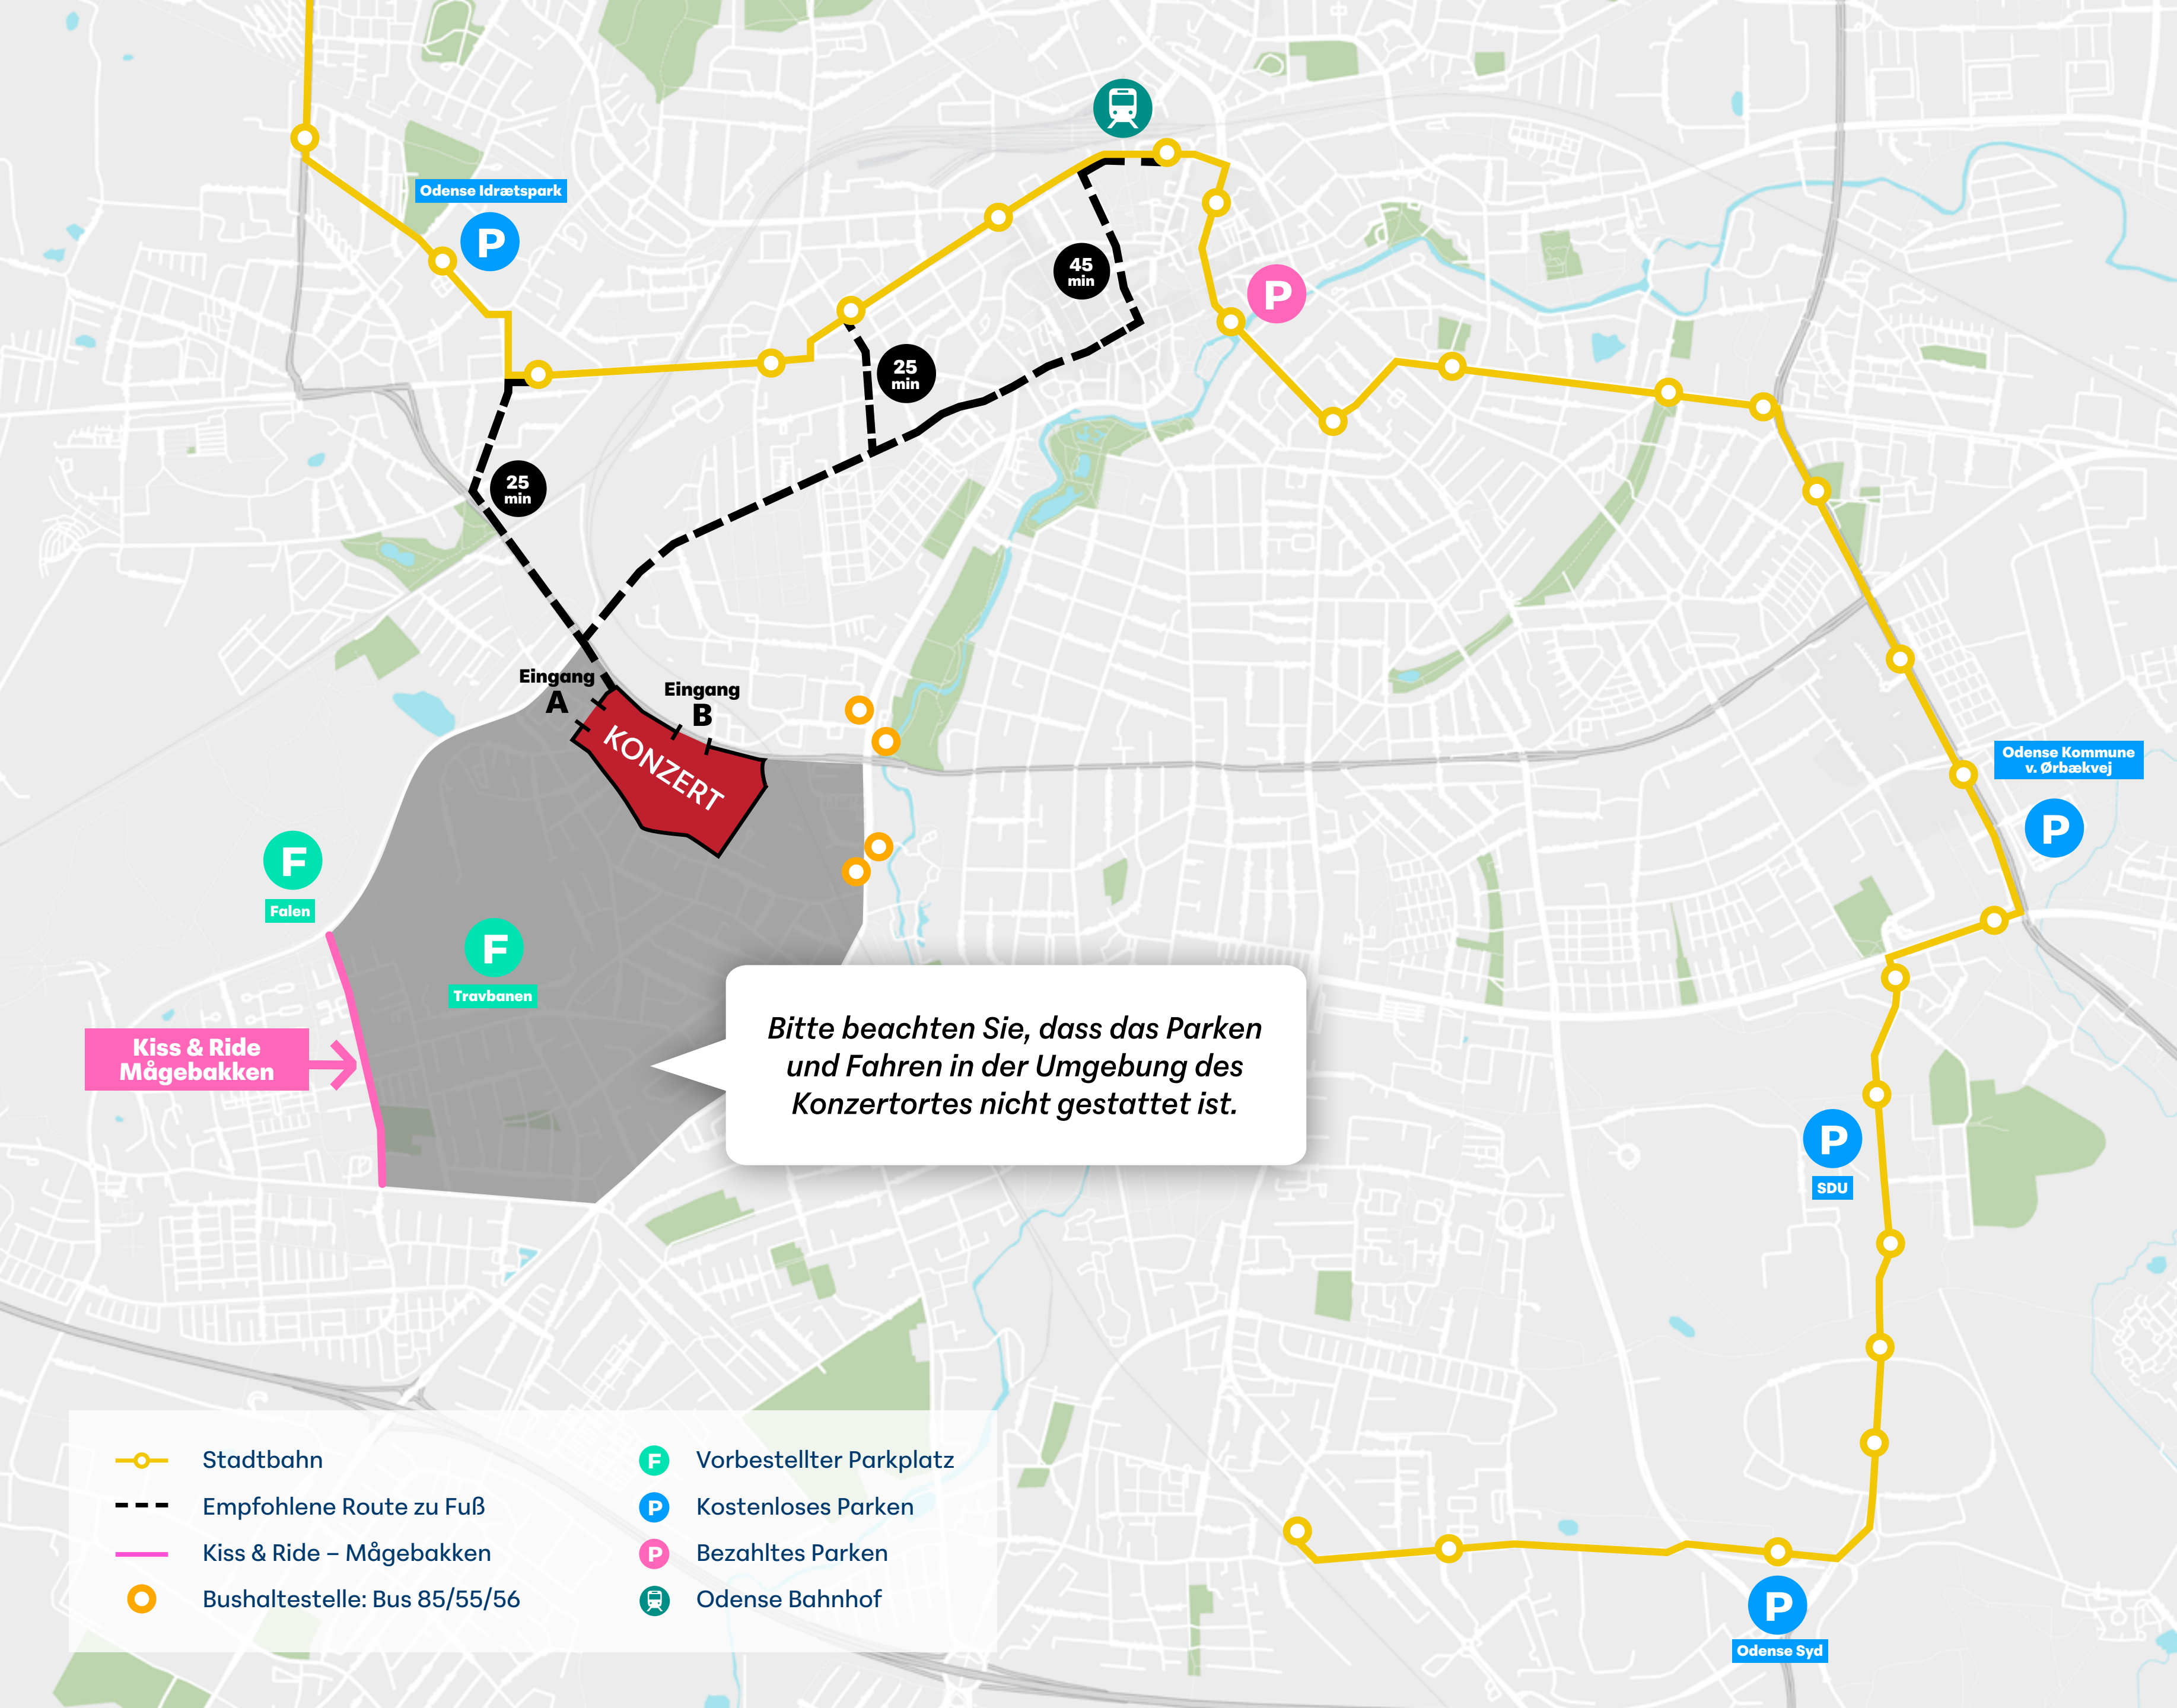 Odense Idrætspark
P
45
min
P
25
min
25
min
Eingang
A
Eingang
B
KONZERT
Odense Kommune
v. Ørbækvej
P
F
Falen
F
Travbanen
Kiss & Ride
Mågebakken
Bitte beachten Sie, dass das Parken
und Fahren in der Umgebung des
Konzertortes nicht gestattet ist.
P
SDU
P
Odense Syd
Stadtbahn
Empfohlene Route zu Fuß
Kiss & Ride – Mågebakken
Bushaltestelle: Bus 85/55/56
F Vorbestellter Parkplatz
P Kostenloses Parken
P Bezahltes Parken
Odense Bahnhof